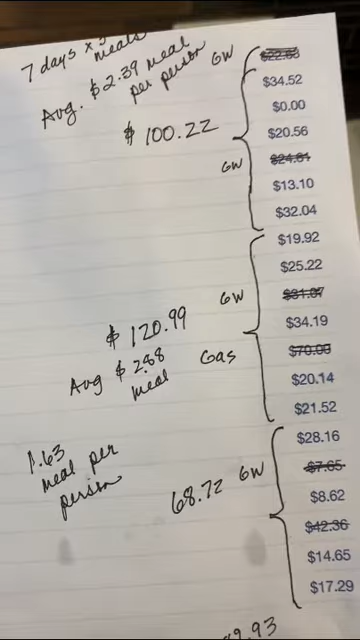 7 days x 3
meals
Avg. $2.39 meal
per person
GW
$22.53
$34.52
$0.00
$100.22
$20.56
GW
$24.81
$13.10
$32.04
$19.92
$25.22
GW
$31.07
$120.99
$34.19
Avg $2.88
meal
Gas
$70.00
$20.14
$21.52
$28.16
1.63
meal per
person
68.72
GW
$7.65
$8.62
$42.36
$14.65
$17.29